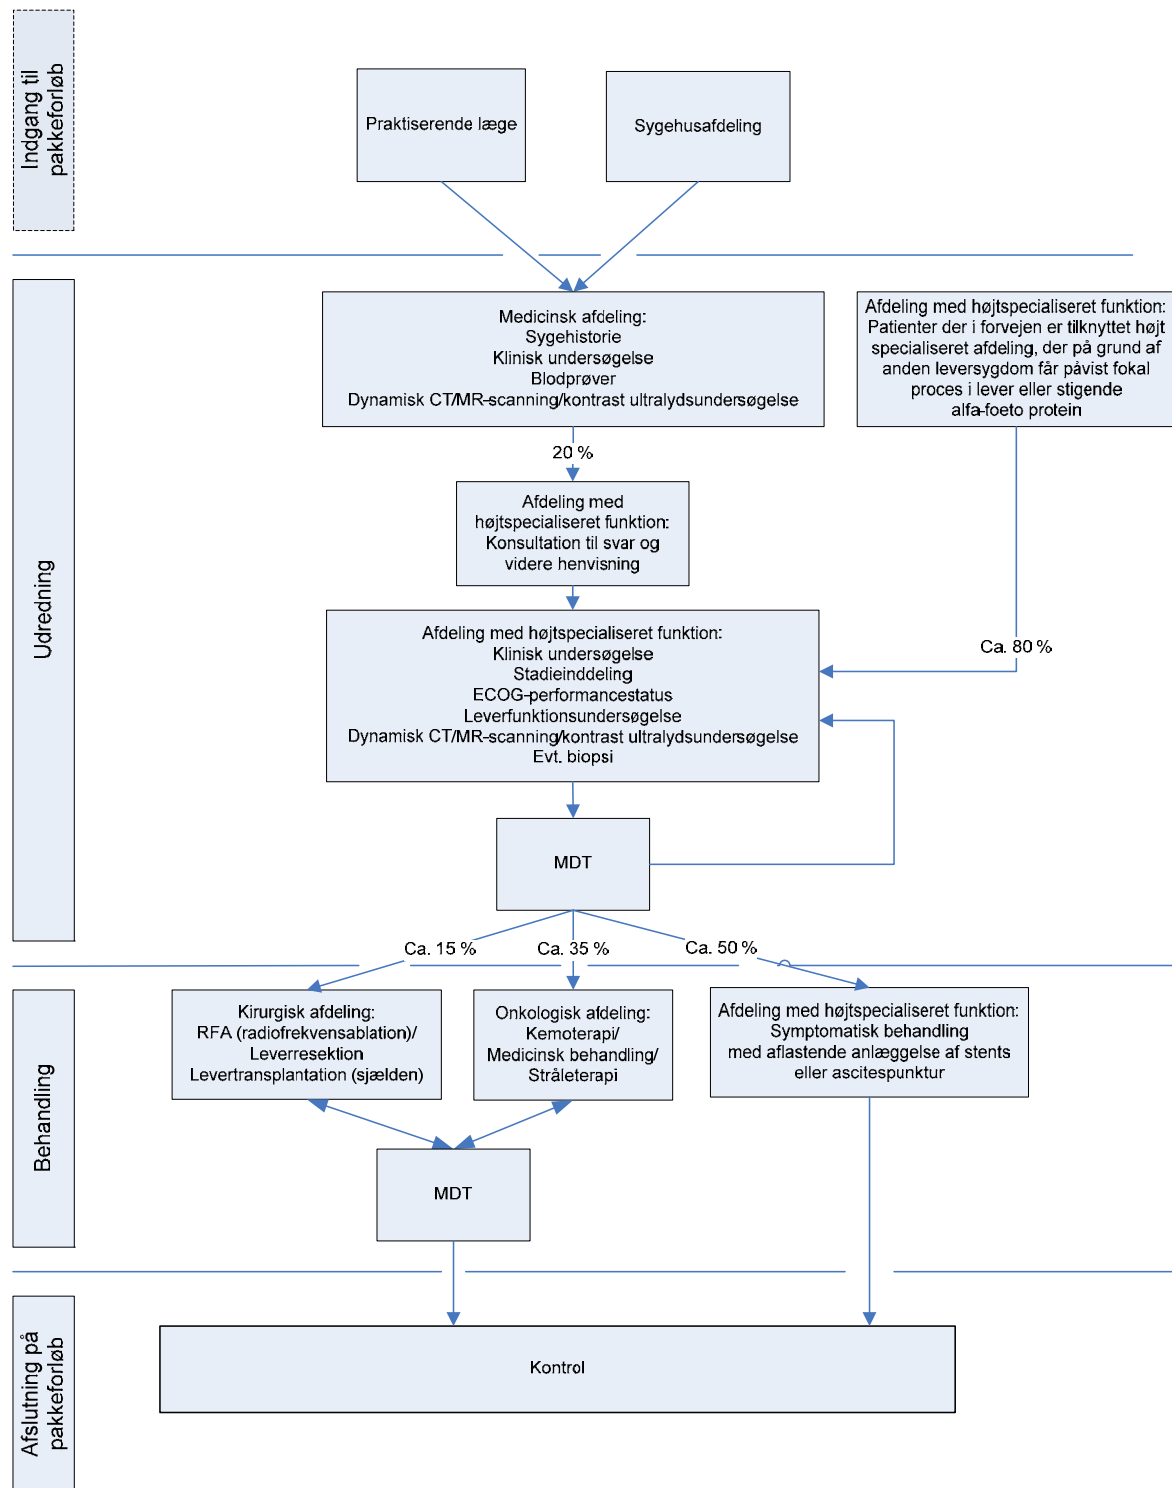 Indgang til
pakkeforløb
Praktiserende læge
Sygehusafdeling
Udredning
Medicinsk afdeling:
Sygehistorie
Klinisk undersøgelse
Blodprøver
Dynamisk CT/MR-scanning/kontrast ultralydsundersøgelse
Afdeling med højtspecialiseret funktion:
Patienter der i forvejen er tilknyttet højt
specialiseret afdeling, der på grund af
anden leversygdom får påvist fokal
proces i lever eller stigende
alfa-foeto protein
20 %
Afdeling med
højtspecialiseret funktion:
Konsultation til svar og
videre henvisning
Afdeling med højtspecialiseret funktion:
Klinisk undersøgelse
Stadieinddeling
ECOG-performancestatus
Leverfunktionsundersøgelse
Dynamisk CT/MR-scanning/kontrast ultralydsundersøgelse
Evt. biopsi
Ca. 80 %
MDT
Ca. 15 %
Ca. 35 %
Ca. 50 %
Behandling
Kirurgisk afdeling:
RFA (radiofrekvensablation)/
Leverresektion
Levertransplantation (sjælden)
Onkologisk afdeling:
Kemoterapi/
Medicinsk behandling/
Stråleterapi
Afdeling med højtspecialiseret funktion:
Symptomatisk behandling
med aflastende anlæggelse af stents
eller ascitespunktur
MDT
Afslutning på
pakkeforløb
Kontrol